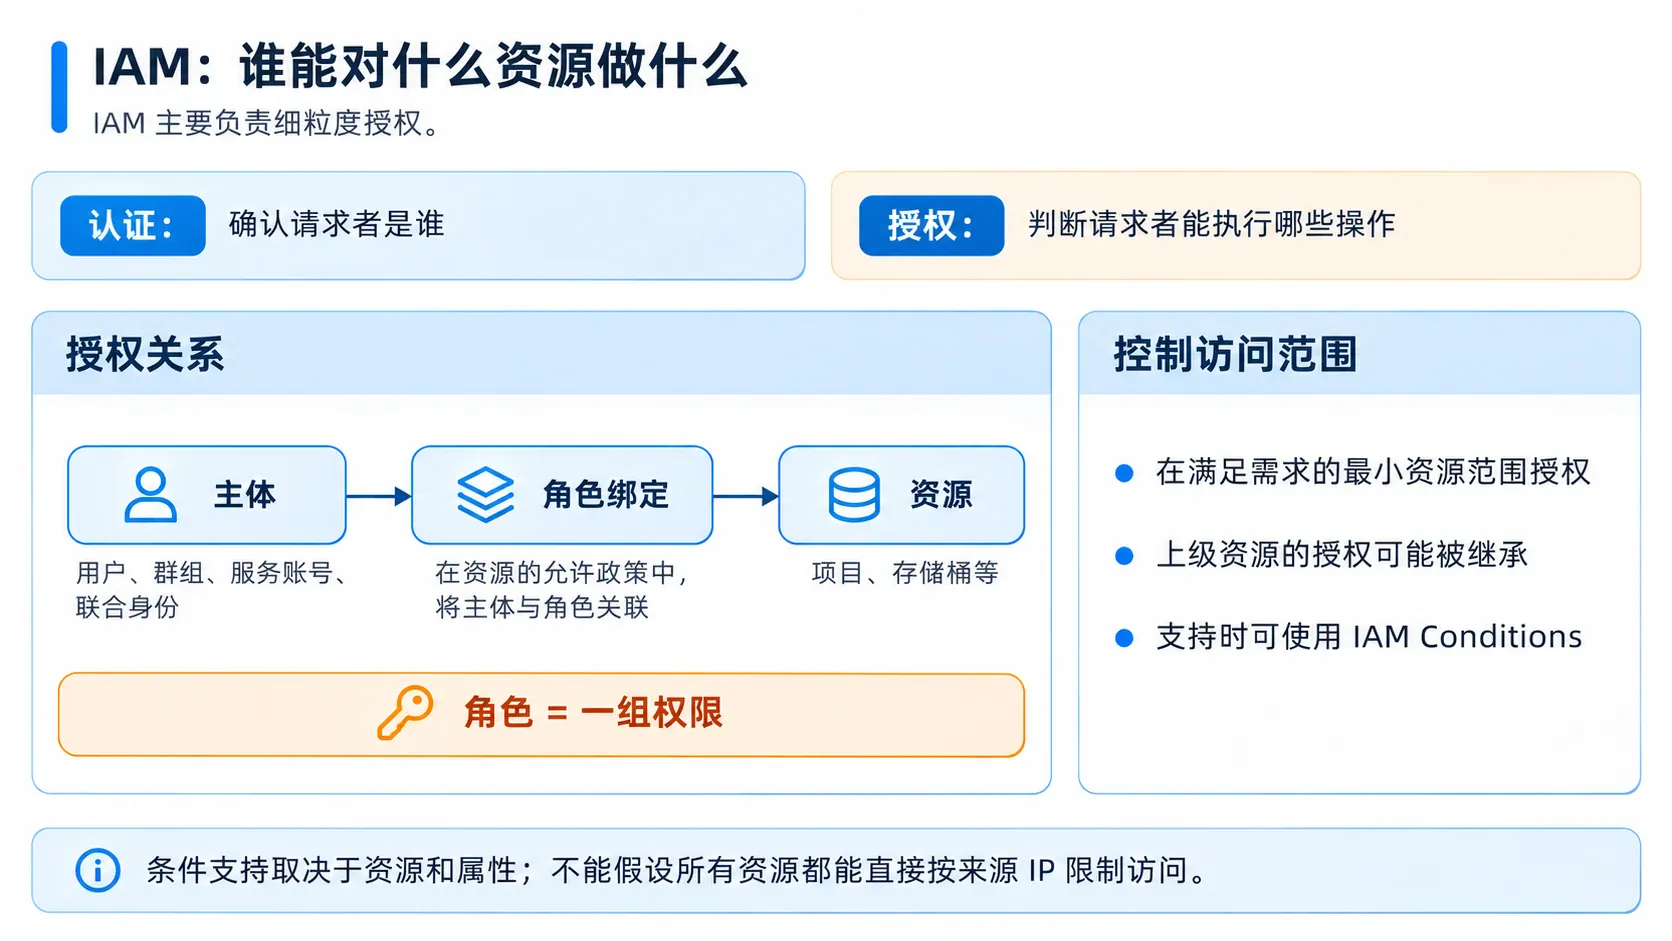 IAM：谁能对什么资源做什么
IAM 主要负责细粒度授权。
认证：
确认请求者是谁
授权：
判断请求者能执行哪些操作
授权关系
主体
用户、群组、服务账号、
联合身份
角色绑定
在资源的允许政策中，
将主体与角色关联
资源
项目、存储桶等
角色 = 一组权限
控制访问范围
在满足需求的最小资源范围授权
上级资源的授权可能被继承
支持时可使用 IAM Conditions
条件支持取决于资源和属性；不能假设所有资源都能直接按来源 IP 限制访问。